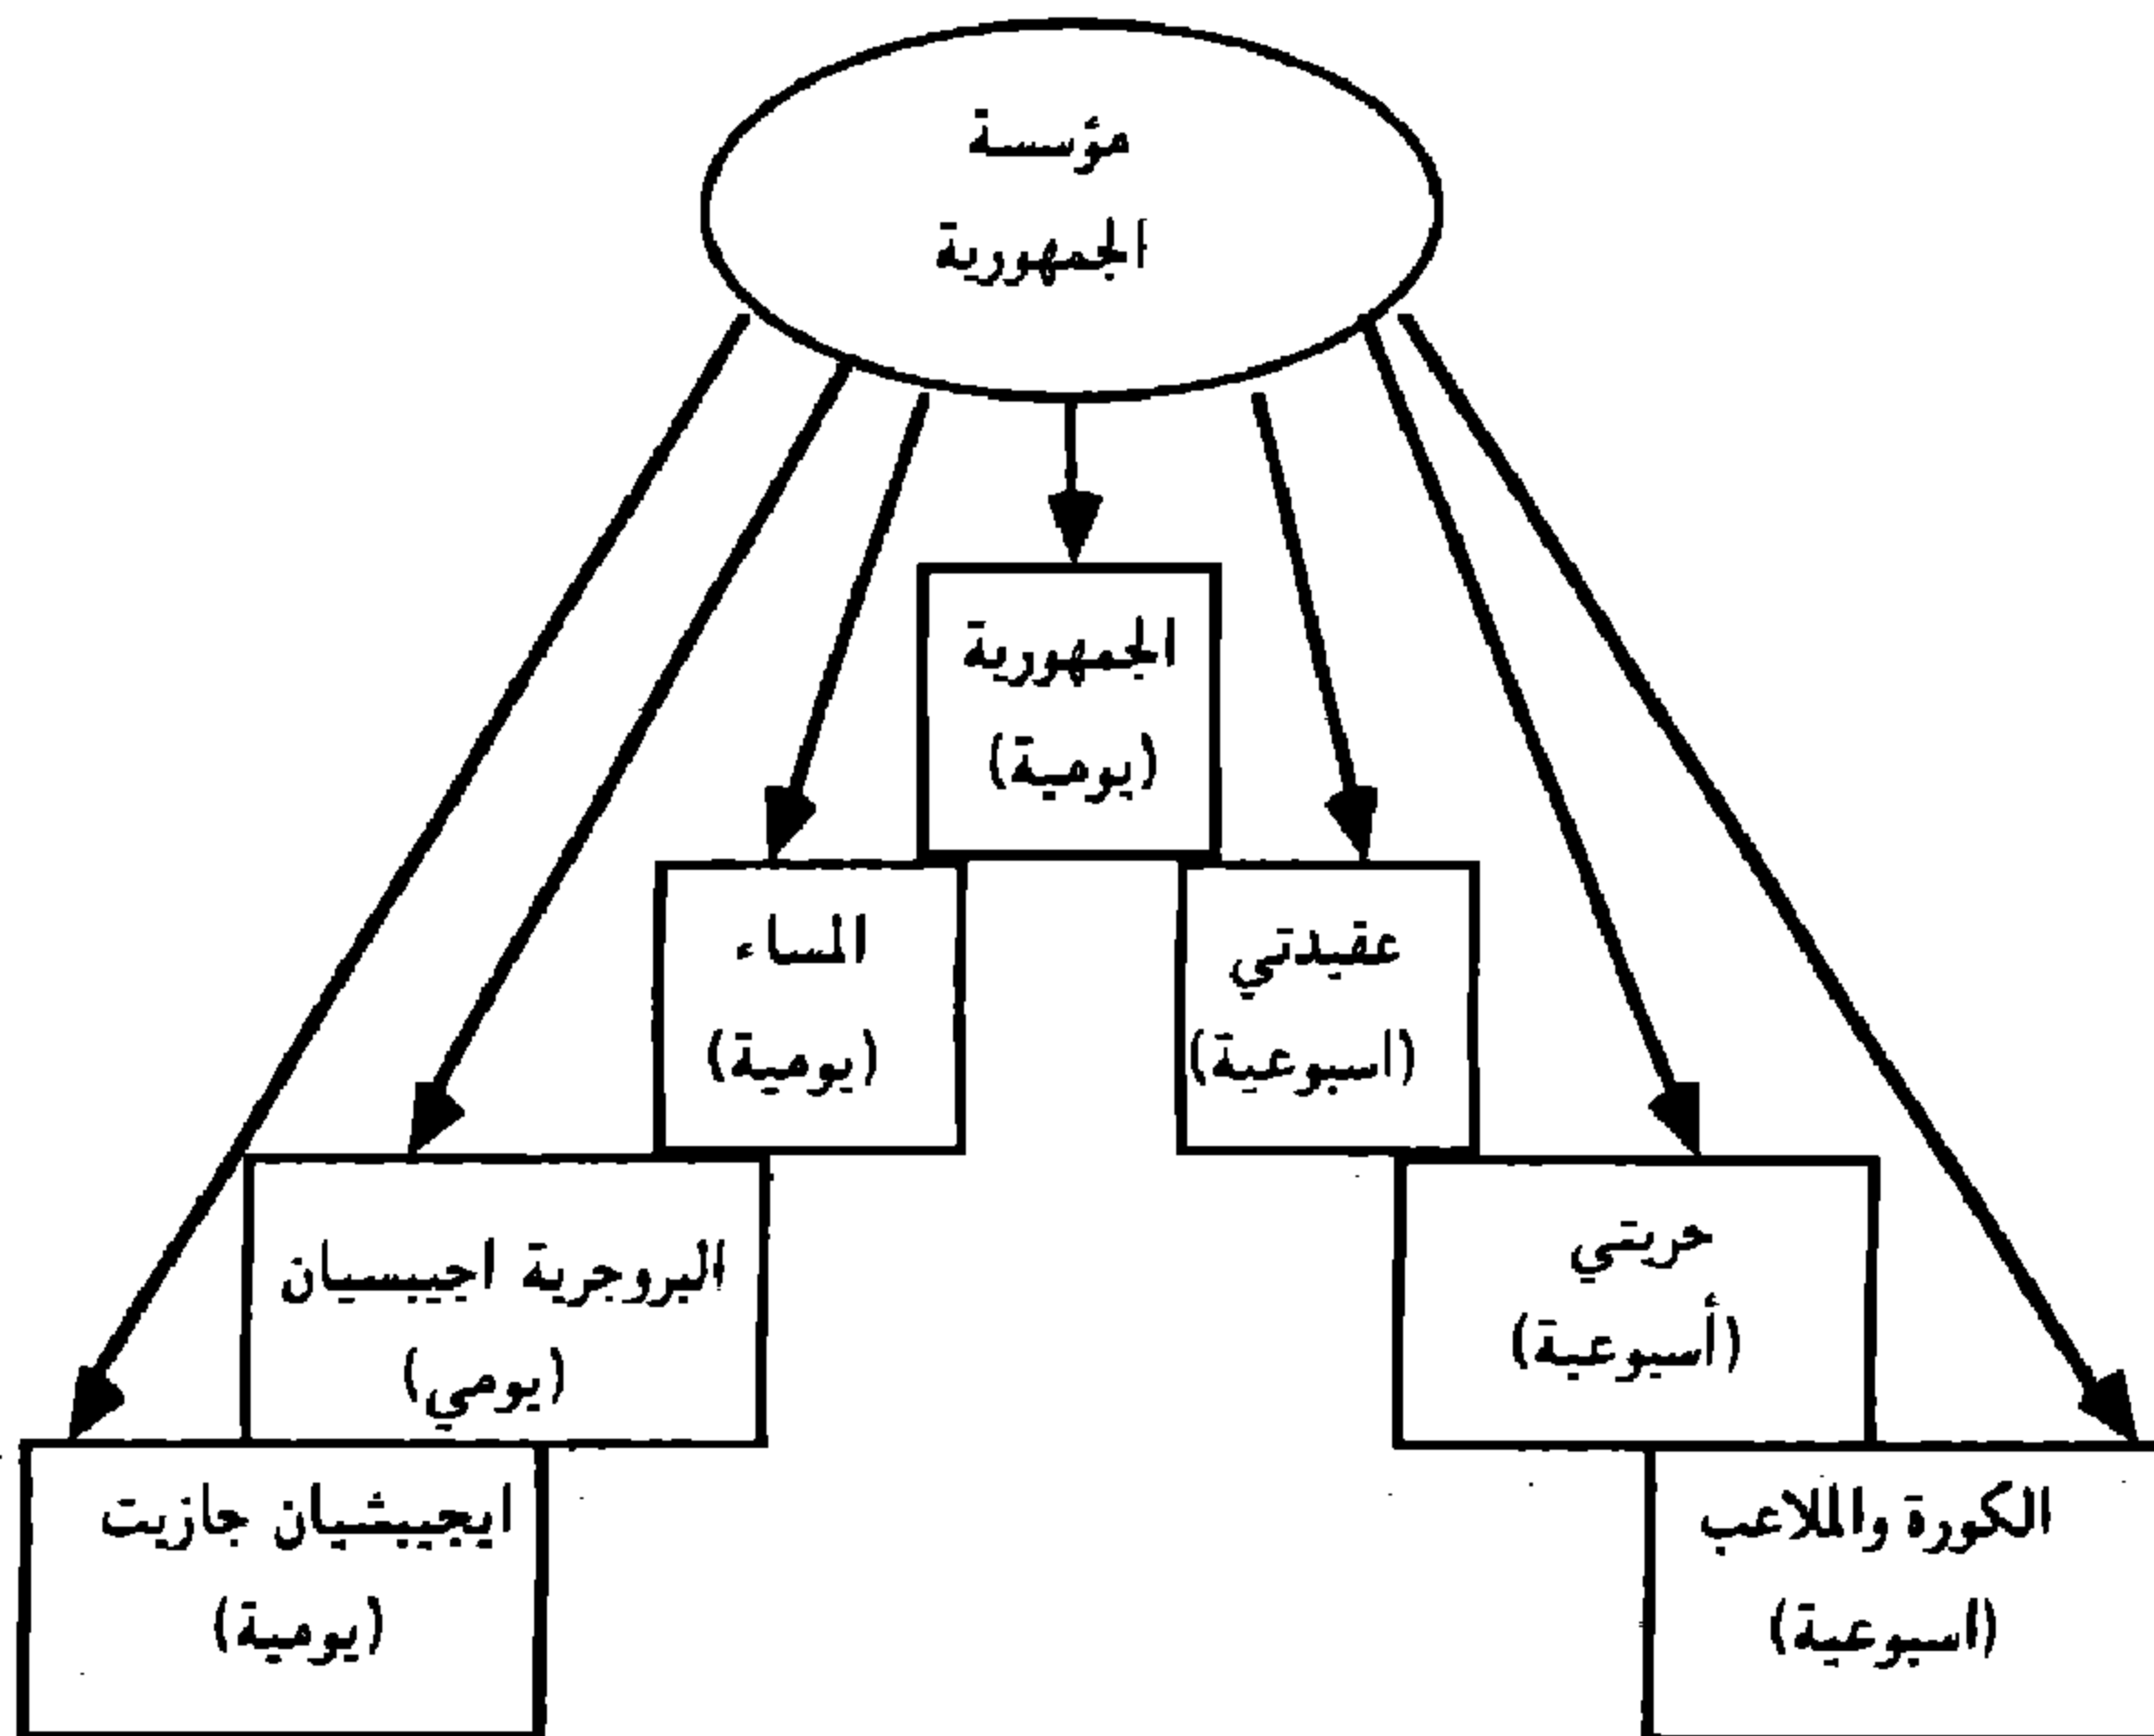 مؤسسة
الجمهورية
الجمهورية
(يومية)
عقيدتي
(اسبوعية)
المساء
(يومية)
حريتي
(أسبوعية)
البروجرية اجيبسيان
(يومي)
الكورة والملاعب
(اسبوعية)
ايجيبشيان جازيت
(يومية)